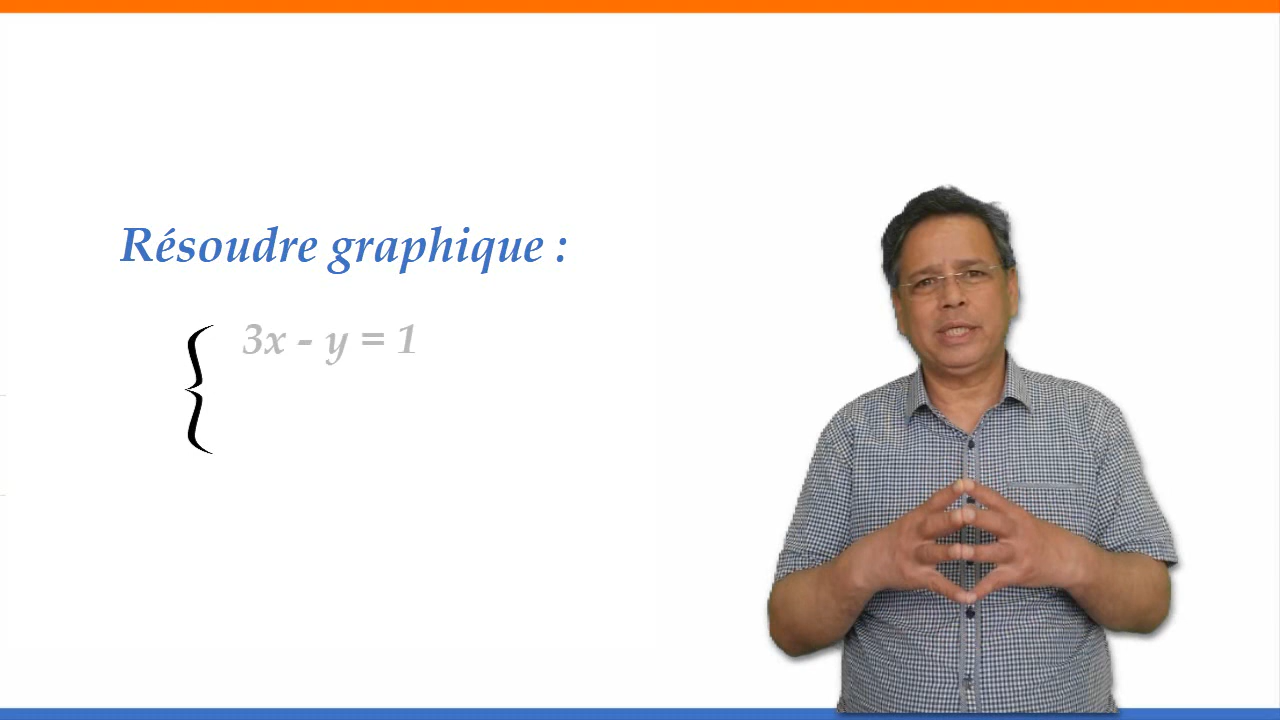 Résoudre graphique :
3x - y = 1